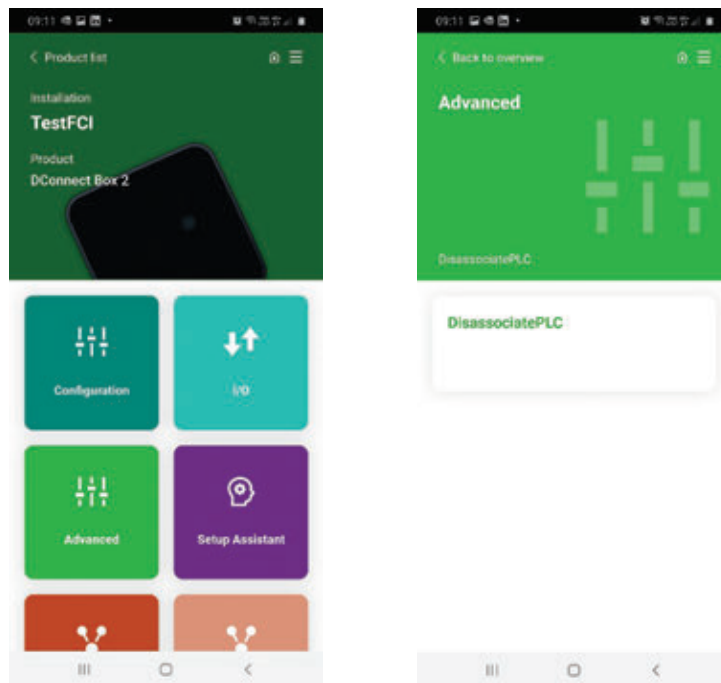 09:11
Product list
Installation
TestFCI
Product
DConnect Box 2
Configuration
I/O
Advanced
Setup Assistant
09:11
Back to overview
Advanced
DisassociatePLC
DisassociatePLC